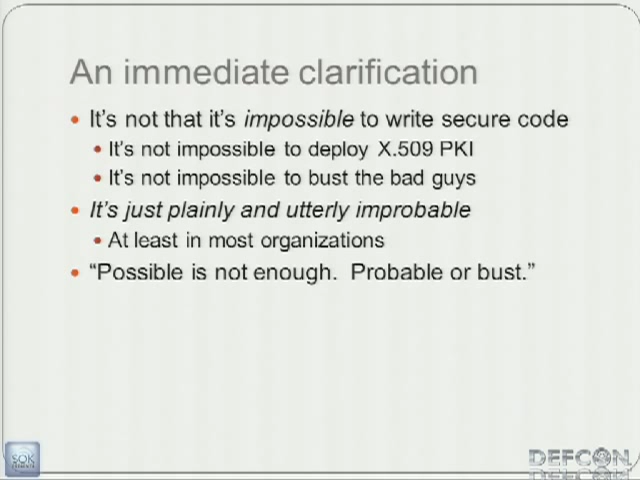 An immediate clarification
It's not that it's impossible to write secure code
It's not impossible to deploy X.509 PKI
It's not impossible to bust the bad guys
It's just plainly and utterly improbable
At least in most organizations
“Possible is not enough.  Probable or bust.”
SOK
DEFCON